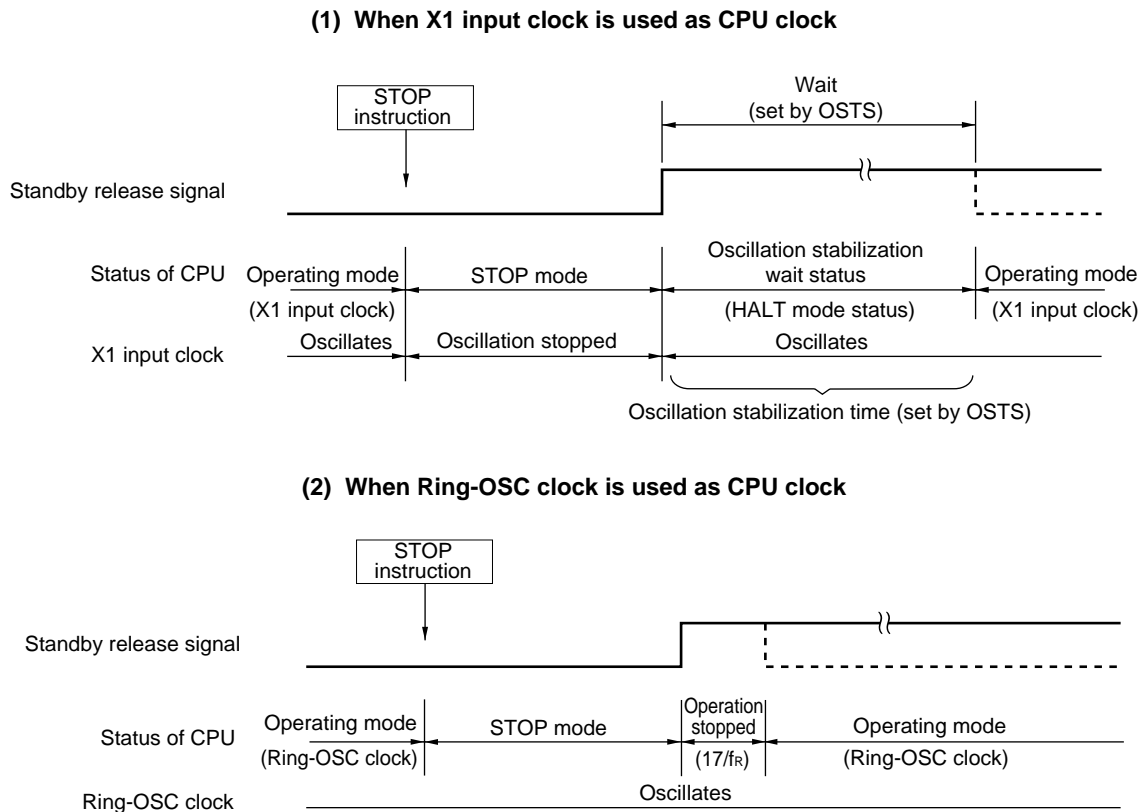 (1) When X1 input clock is used as CPU clock
STOP
instruction
Wait
(set by OSTS)
Standby release signal
Status of CPU
Operating mode
(X1 input clock)
STOP mode
Oscillation stabilization
wait status
(HALT mode status)
Operating mode
(X1 input clock)
X1 input clock
Oscillates
Oscillation stopped
Oscillates
Oscillation stabilization time (set by OSTS)
(2) When Ring-OSC clock is used as CPU clock
STOP
instruction
Standby release signal
Status of CPU
Operating mode
(Ring-OSC clock)
STOP mode
Operation
stopped
(17/fR)
Operating mode
(Ring-OSC clock)
Ring-OSC clock
Oscillates